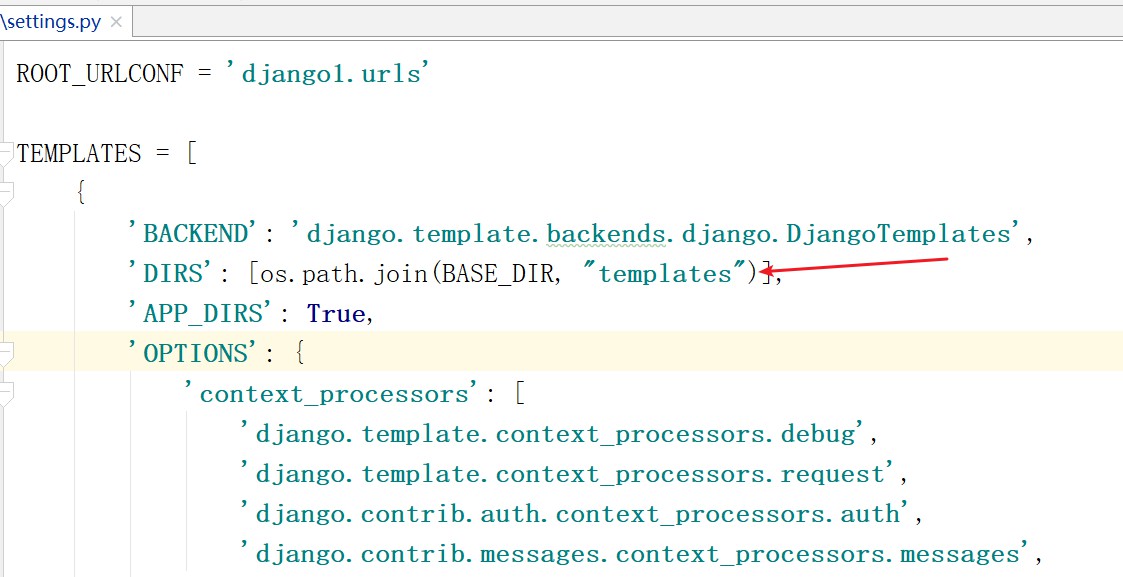 \settings.py
ROOT_URLCONF = 'django1.urls'
TEMPLATES = [
{
'BACKEND': 'django.template.backends.django.DjangoTemplates',
'DIRS': [os.path.join(BASE_DIR, "templates")],
'APP_DIRS': True,
'OPTIONS': {
'context_processors': [
'django.template.context_processors.debug',
'django.template.context_processors.request',
'django.contrib.auth.context_processors.auth',
'django.contrib.messages.context_processors.messages',